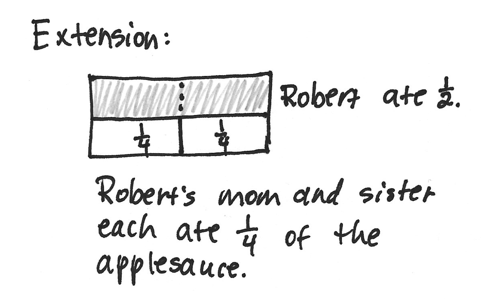 Extension:
Robert ate 1/2.
1/4 1/4
Robert's mom and sister
each ate 1/4 of the
applesauce.